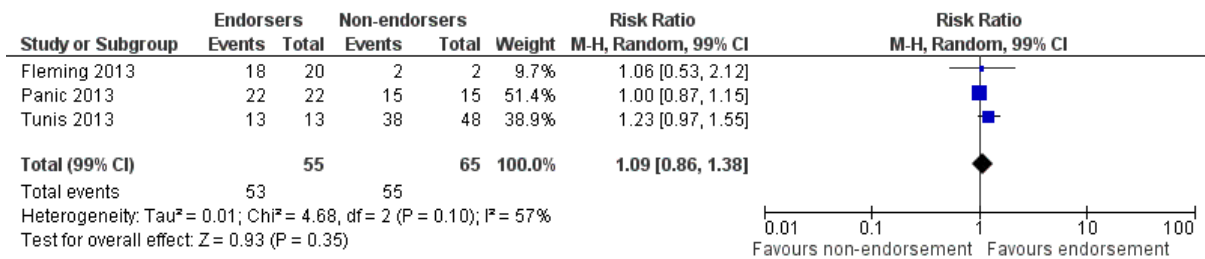 Endorsers Non-endorsers Risk Ratio Risk Ratio
Study or Subgroup Events Total Events Total Weight M-H, Random, 99% CI M-H, Random, 99% CI
Fleming 2013 18 20 2 2 9.7% 1.06 [0.53, 2.12]
Panic 2013 22 22 15 15 51.4% 1.00 [0.87, 1.15]
Tunis 2013 13 13 38 48 38.9% 1.23 [0.97, 1.55]
Total (99% CI) 55 65 100.0% 1.09 [0.86, 1.38]
Total events 53 55
Heterogeneity: Tau² = 0.01; Chi² = 4.68, df = 2 (P = 0.10); I² = 57%
Test for overall effect: Z = 0.93 (P = 0.35)
0.01 0.1 1 10 100
Favours non-endorsement Favours endorsement